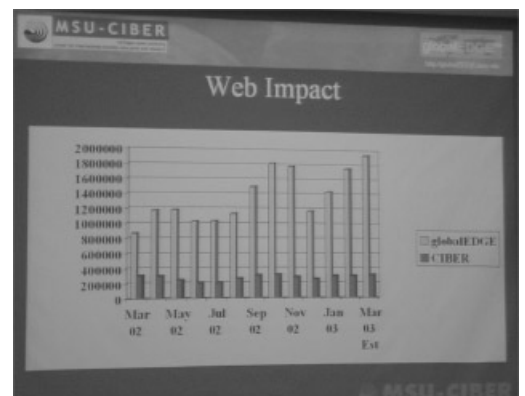 MSU-CIBER
globalEDGE
Web Impact
2000000
1800000
1600000
1400000
1200000
1000000
800000
600000
400000
200000
0
Mar May Jul Sep Nov Jan Mar
02 02 02 02 02 03 03
Est
globalEDGE
CIBER
MSU-CIBER